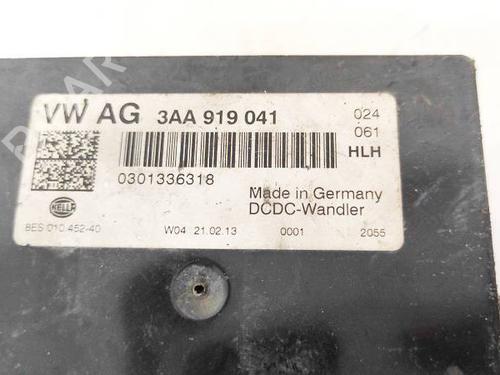 VW AG 3AA 919 041 024
061
HLH
0301336318
Made in Germany
DCDC-Wandler
HELLA
8ES 010 452-40 W04 21.02.13 0001 2055